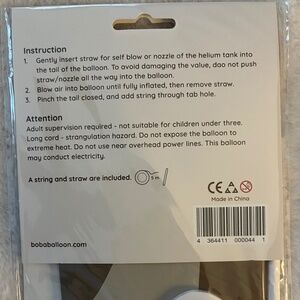 Instruction
1. Gently insert straw for self blow or nozzle of the helium tank into
the tail of the balloon. To avoid damaging the value, dao not push
straw/nozzle all the way into the balloon.
2. Blow air into balloon until fully inflated, then remove straw.
3. Pinch the tail closed, and add string through tab hole.
Attention
Adult supervision required - not suitable for children under three.
Long cord - strangulation hazard. Do not expose the balloon to
extreme heat. Do not use near overhead power lines. This balloon
may conduct electricity.
A string and straw are included. 5 m
CE
Made in China
bobaballoon.com
4 364411 000044 1